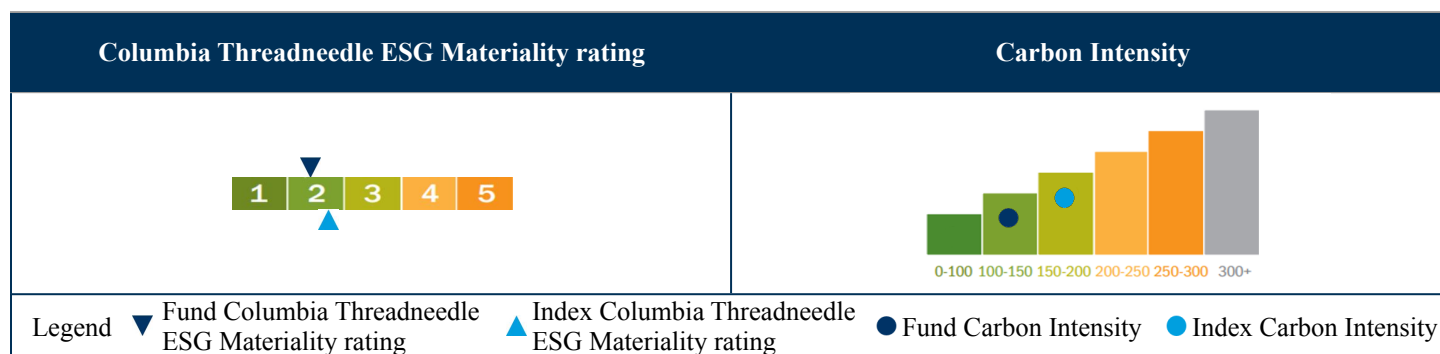 Columbia Threadneedle ESG Materiality rating
Carbon Intensity
1 2 3 4 5
0-100 100-150 150-200 200-250 250-300 300+
Legend
Fund Columbia Threadneedle
ESG Materiality rating
Index Columbia Threadneedle
ESG Materiality rating
Fund Carbon Intensity
Index Carbon Intensity